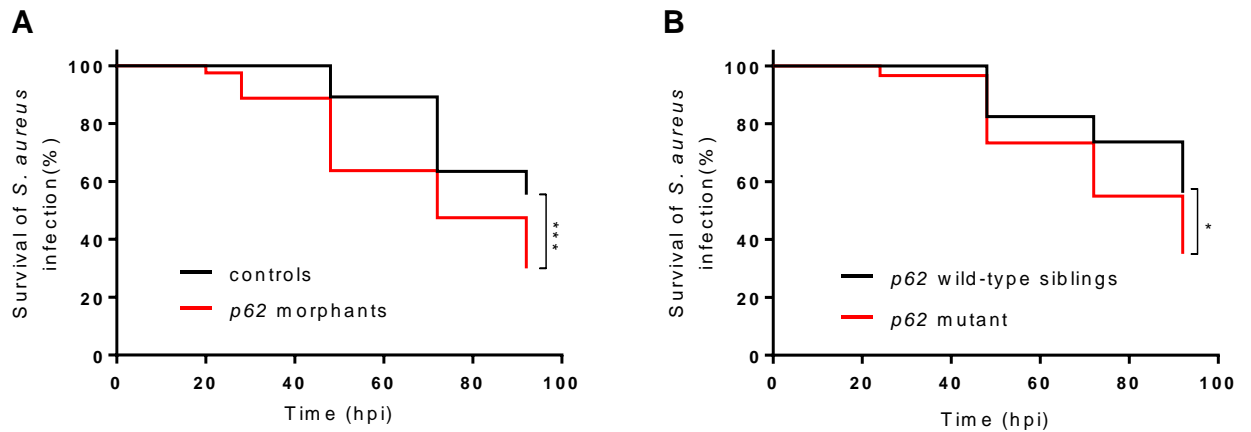 A
Survival of S. aureus
infection(%)
100
80
60
40
20
0
0 20 40 60 80 100
Time (hpi)
controls
p62 morphants
***
B
Survival of S. aureus
infection(%)
100
80
60
40
20
0
0 20 40 60 80 100
Time (hpi)
p62 wild-type siblings
p62 mutant
*